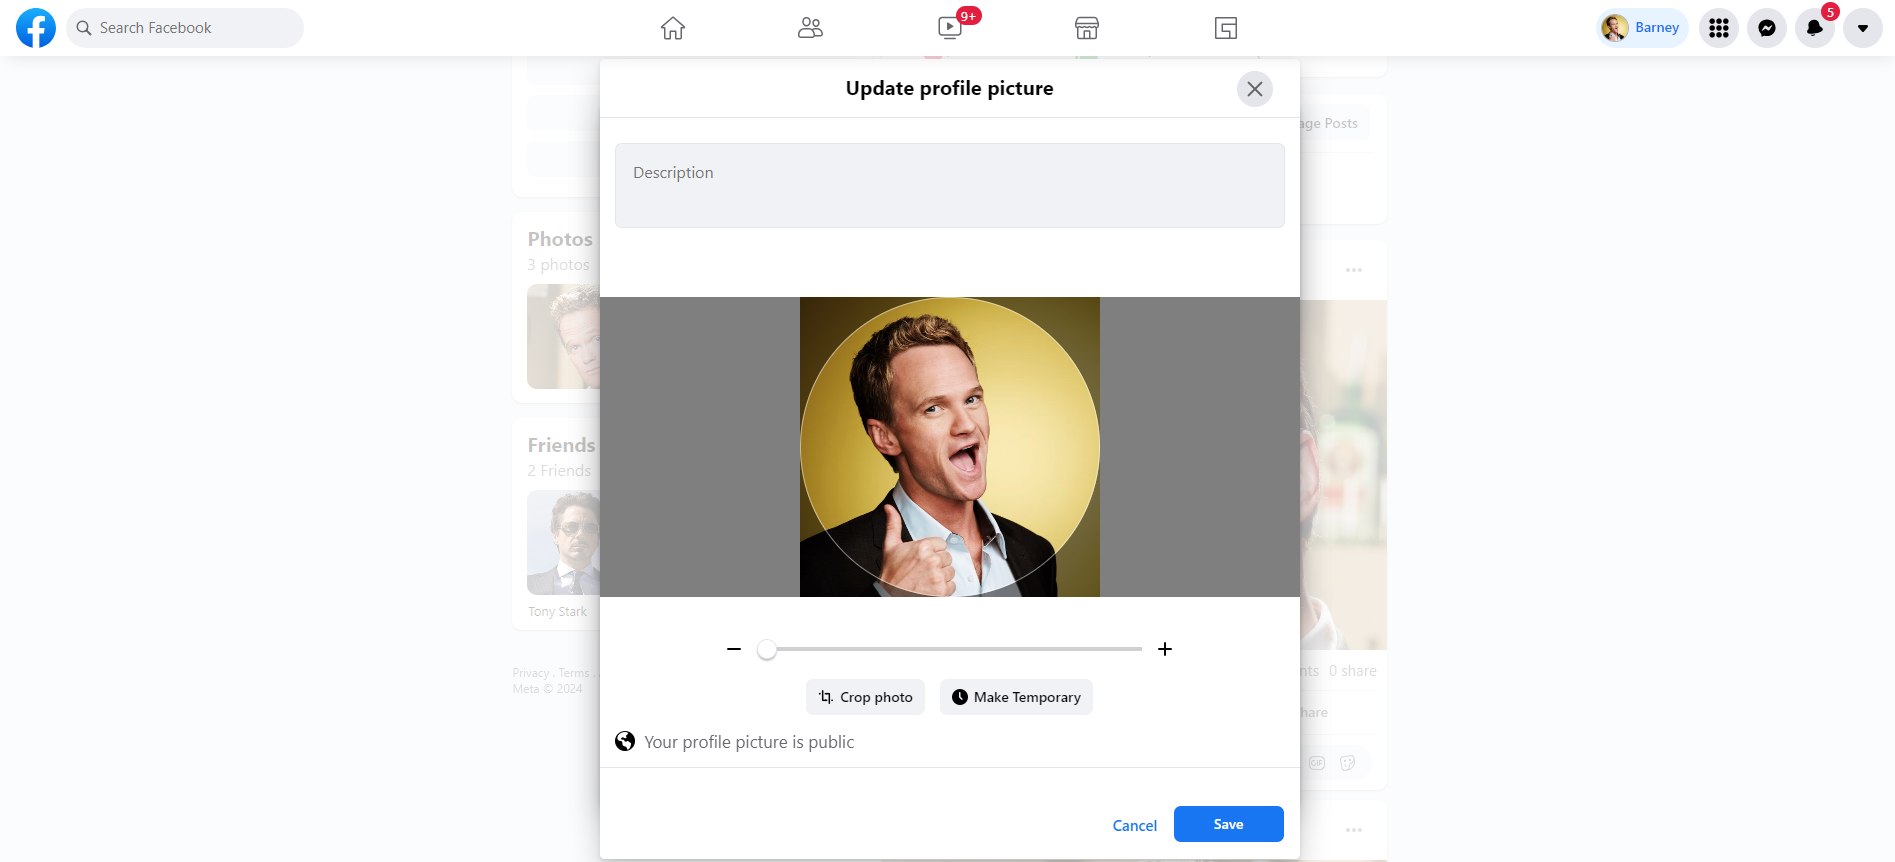 Search Facebook
9+
Barney
5
Update profile picture
Description
age Posts
Photos
3 photos
Friends
2 Friends
Tony Stark
Privacy . Terms .
Meta © 2024
Crop photo
Make Temporary
Your profile picture is public
nts 0 share
hare
GIF
Cancel
Save